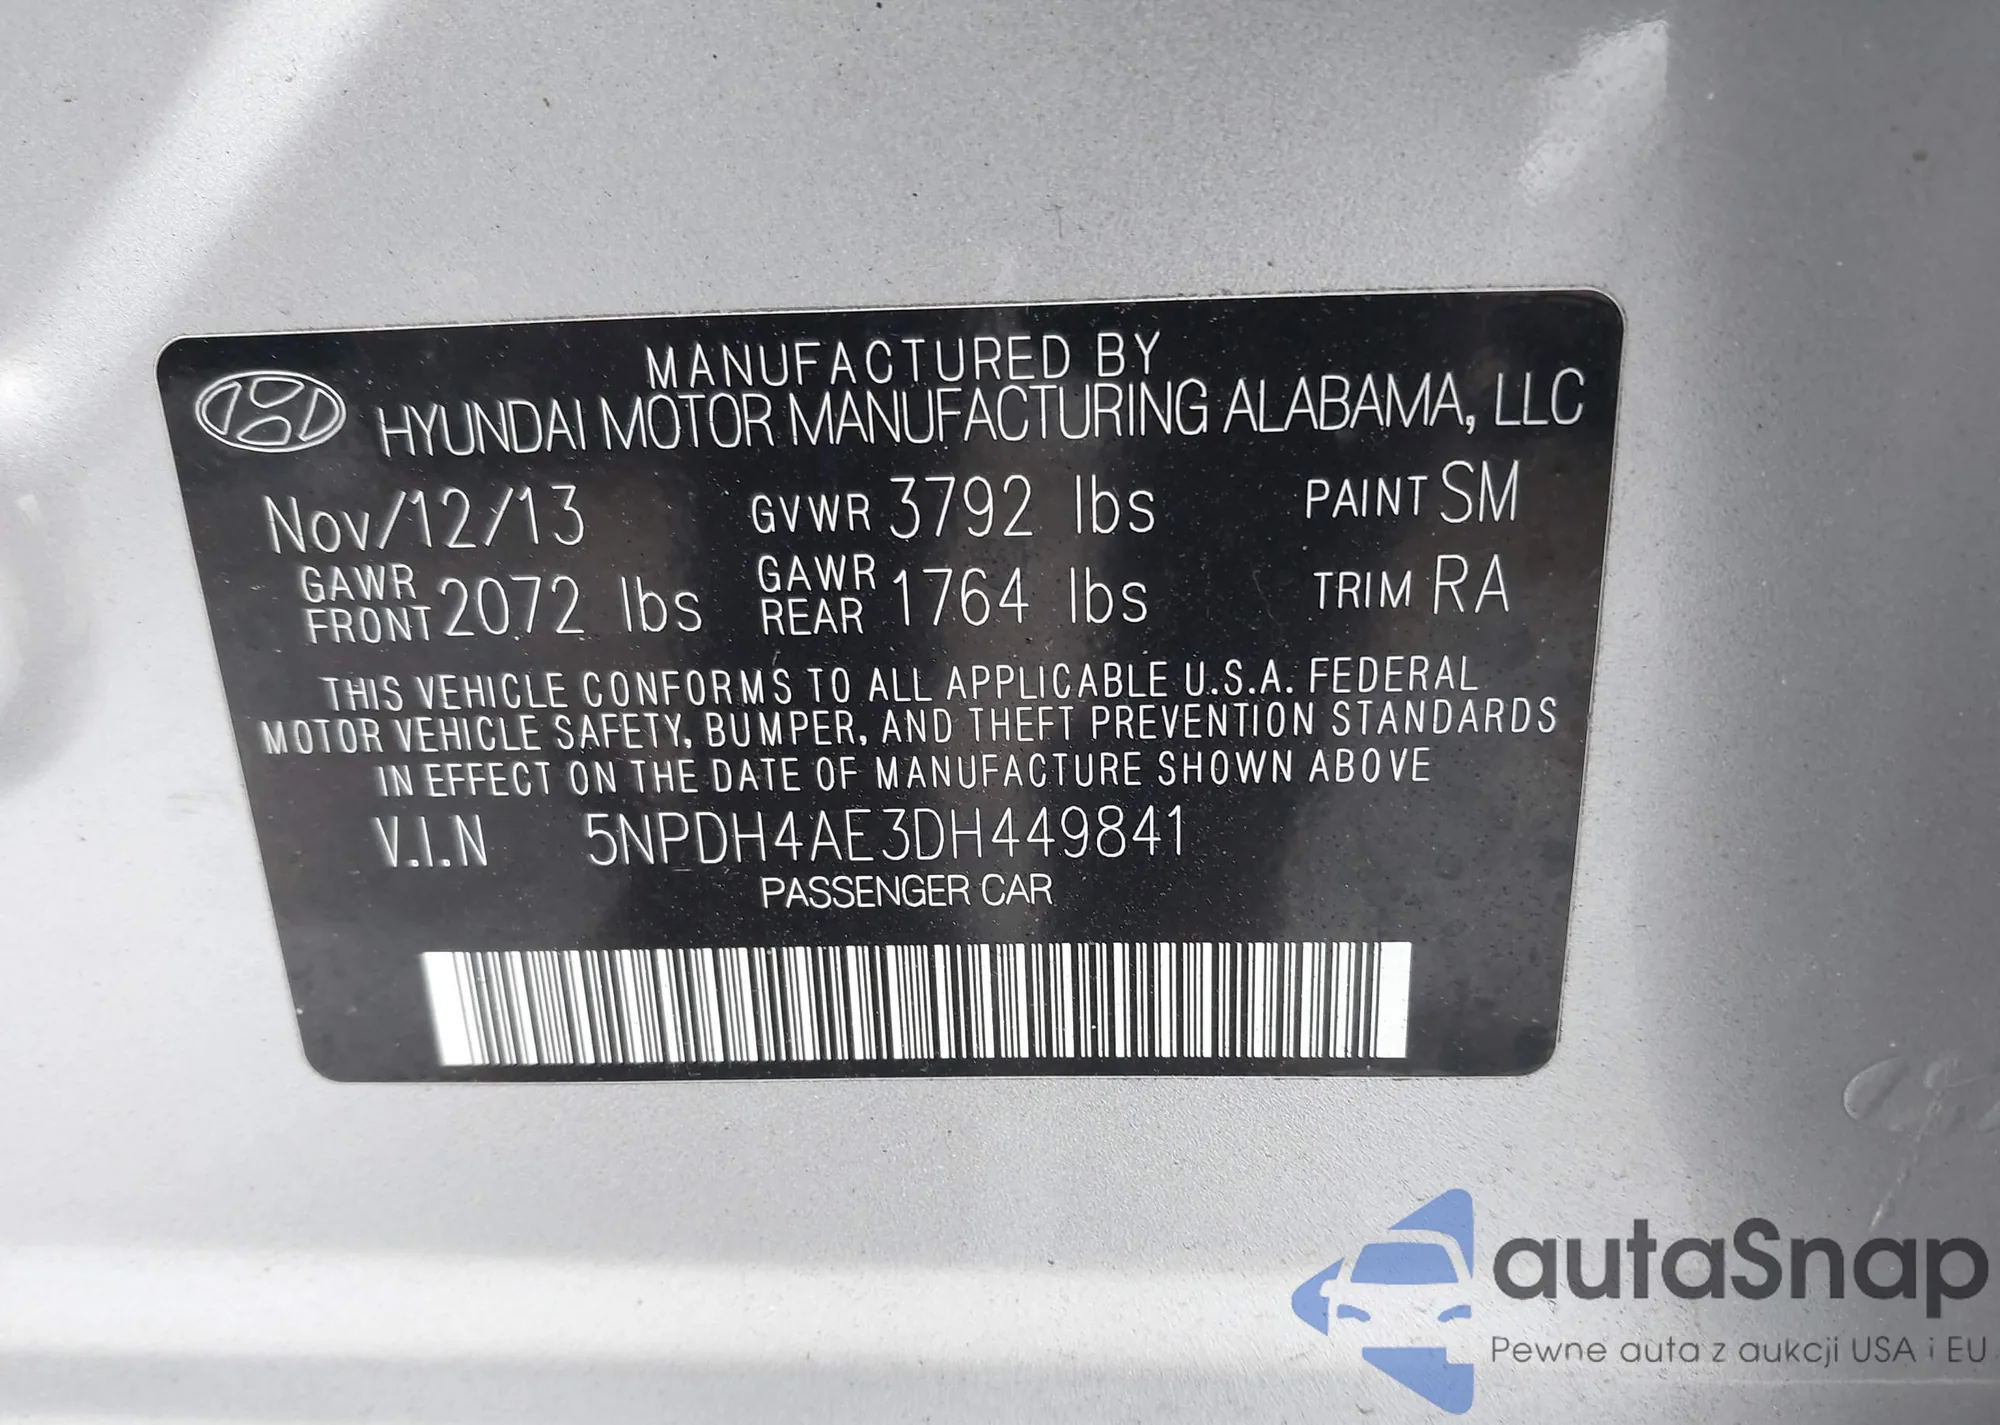 MANUFACTURED BY
HYUNDAI MOTOR MANUFACTURING ALABAMA, LLC
Nov/12/13 GVWR 3792 lbs PAINT SM
GAWR FRONT 2072 lbs GAWR REAR 1764 lbs TRIM RA
THIS VEHICLE CONFORMS TO ALL APPLICABLE U.S.A. FEDERAL
MOTOR VEHICLE SAFETY, BUMPER, AND THEFT PREVENTION STANDARDS
IN EFFECT ON THE DATE OF MANUFACTURE SHOWN ABOVE
V.I.N 5NPDH4AE3DH449841
PASSENGER CAR
autaSnap
Pewne auta z aukcji USA i EU